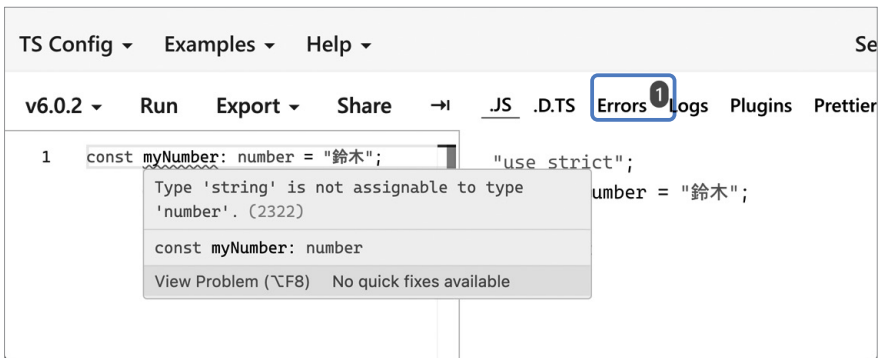 TS Config Examples Help Se
v6.0.2 Run Export Share .JS .D.TS Errors 1 Logs Plugins Prettier
1 const myNumber: number = "鈴木";
"use strict";
umber = "鈴木";
Type 'string' is not assignable to type
'number'. (2322)
const myNumber: number
View Problem (⌥F8) No quick fixes available